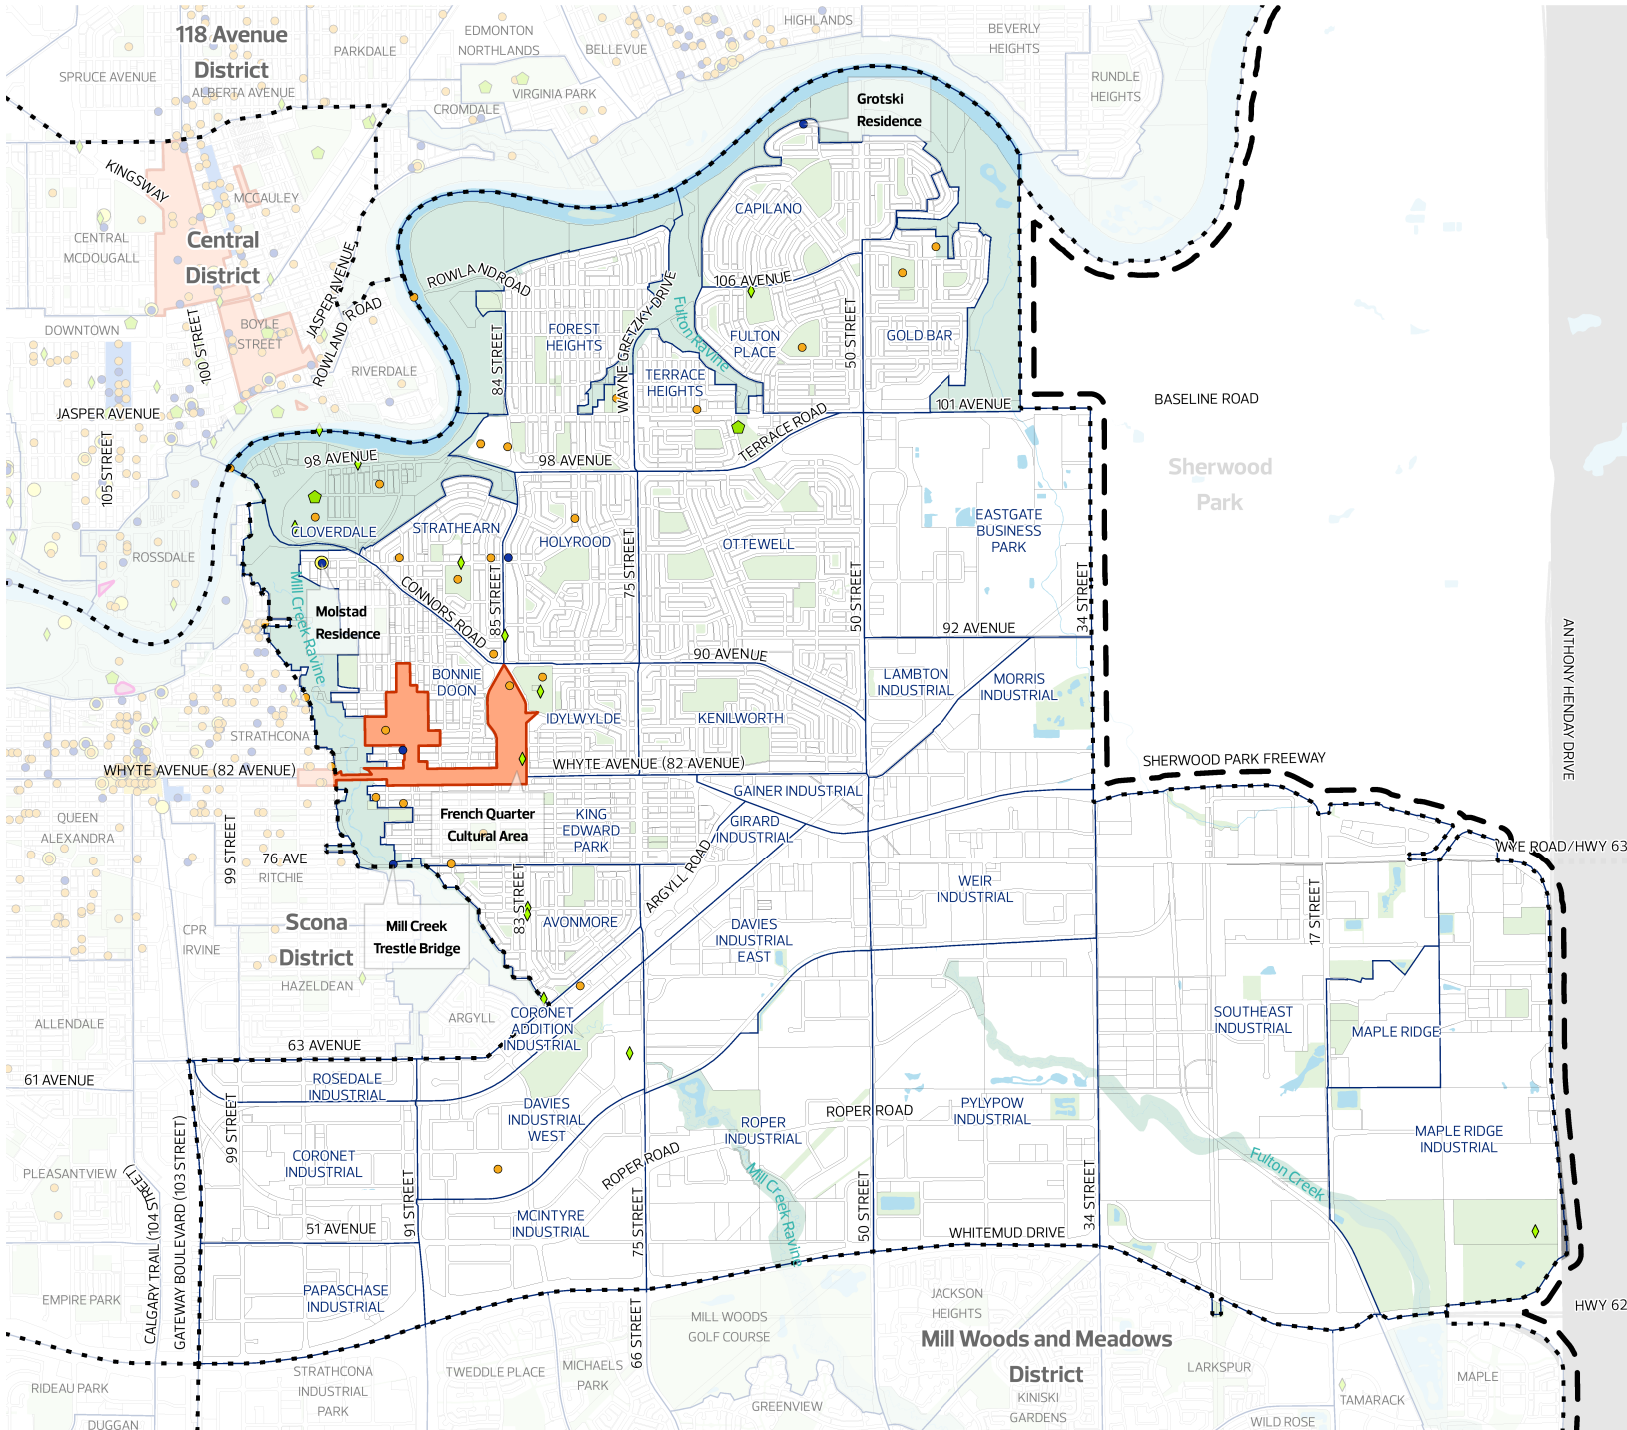 118 Avenue
District
SPRUCE AVENUE
ALBERTA AVENUE
PARKDALE
EDMONTON
NORTHLANDS
BELLEVUE
HIGHLANDS
BEVERLY
HEIGHTS
RUNDLE
HEIGHTS
VIRGINIA PARK
CROMDALE
Grotski
Residence
KINGSWAY
MCCAULEY
CENTRAL
MCDOUGALL
Central
District
CAPILANO
JASPER AVENUE
ROWLAND ROAD
106 AVENUE
DOWNTOWN
100 STREET
BOYLE
STREET
ROWLAND ROAD
RIVERDALE
84 STREET
FOREST
HEIGHTS
WAYNE GRETZKY DRIVE
Fulton Ravine
FULTON
PLACE
50 STREET
GOLD BAR
TERRACE
HEIGHTS
JASPER AVENUE
101 AVENUE
BASELINE ROAD
TERRACE ROAD
105 STREET
98 AVENUE
98 AVENUE
Sherwood
Park
CLOVERDALE
STRATHEARN
HOLYROOD
OTTEWELL
EASTGATE
BUSINESS
PARK
ROSSDALE
Mill Creek Ravine
CONNORS ROAD
85 STREET
75 STREET
50 STREET
34 STREET
Molstad
Residence
92 AVENUE
90 AVENUE
ANTHONY HENDAY DRIVE
BONNIE
DOON
LAMBTON
INDUSTRIAL
MORRIS
INDUSTRIAL
IDYLWYLDE
KENILWORTH
STRATHCONA
WHYTE AVENUE (82 AVENUE)
WHYTE AVENUE (82 AVENUE)
SHERWOOD PARK FREEWAY
GAINER INDUSTRIAL
French Quarter
Cultural Area
KING
EDWARD
PARK
GIRARD
INDUSTRIAL
QUEEN
ALEXANDRA
99 STREET
76 AVE
RITCHIE
WYE ROAD/HWY 63
ARGYLL ROAD
83 STREET
WEIR
INDUSTRIAL
17 STREET
Scona
District
CPR
IRVINE
Mill Creek
Trestle Bridge
AVONMORE
DAVIES
INDUSTRIAL
EAST
HAZELDEAN
ALLENDALE
ARGYLL
CORONET
ADDITION
INDUSTRIAL
SOUTHEAST
INDUSTRIAL
MAPLE RIDGE
63 AVENUE
61 AVENUE
ROSEDALE
INDUSTRIAL
99 STREET
DAVIES
INDUSTRIAL
WEST
ROPER ROAD
ROPER
INDUSTRIAL
PYLYPOW
INDUSTRIAL
MAPLE RIDGE
INDUSTRIAL
PLEASANTVIEW
CORONET
INDUSTRIAL
ROPER ROAD
Mill Creek Ravine
Fulton Creek
CALGARY TRAIL (104 STREET)
GATEWAY BOULEVARD (103 STREET)
91 STREET
75 STREET
50 STREET
34 STREET
51 AVENUE
MCINTYRE
INDUSTRIAL
WHITEMUD DRIVE
EMPIRE PARK
PAPASCHASE
INDUSTRIAL
HWY 62
66 STREET
MILL WOODS
GOLF COURSE
JACKSON
HEIGHTS
Mill Woods and Meadows
District
STRATHCONA
INDUSTRIAL
PARK
TWEDDLE PLACE
MICHAELS
PARK
LARKSPUR
MAPLE
RIDEAU PARK
GREENVIEW
KINISKI
GARDENS
TAMARACK
DUGGAN
WILD ROSE